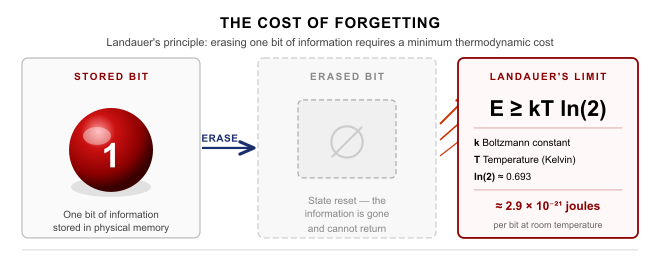 THE COST OF FORGETTING
Landauer's principle: erasing one bit of information requires a minimum thermodynamic cost
STORED BIT
1
One bit of information
stored in physical memory
ERASE
ERASED BIT
∅
State reset — the
information is gone
and cannot return
LANDAUER'S LIMIT
E ≥ kT ln(2)
k Boltzmann constant
T Temperature (Kelvin)
ln(2) ≈ 0.693
≈ 2.9 × 10⁻²¹ joules
per bit at room temperature